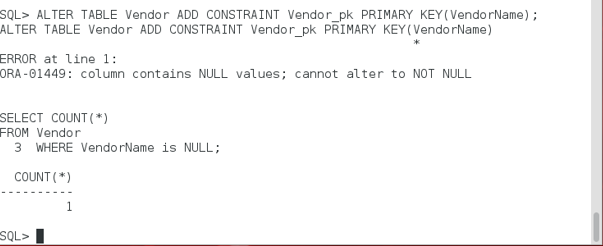 SQL> ALTER TABLE Vendor ADD CONSTRAINT Vendor_pk PRIMARY KEY(VendorName);
ALTER TABLE Vendor ADD CONSTRAINT Vendor_pk PRIMARY KEY(VendorName)
*
ERROR at line 1:
ORA-01449: column contains NULL values; cannot alter to NOT NULL
SELECT COUNT(*)
FROM Vendor
3 WHERE VendorName is NULL;
COUNT(*)
----------
1
SQL>